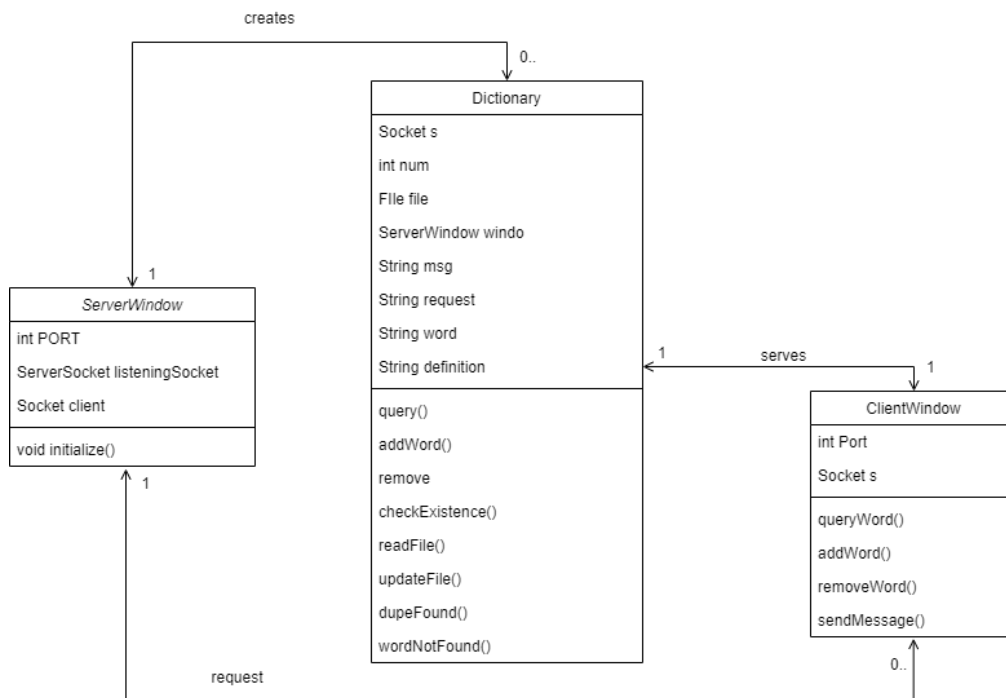 creates
0..
Dictionary
Socket s
int num
FIle file
ServerWindow windo
String msg
String request
String word
String definition
query()
addWord()
remove
checkExistence()
readFile()
updateFile()
dupeFound()
wordNotFound()
1
ServerWindow
int PORT
ServerSocket listeningSocket
Socket client
void initialize()
1
1
serves
1
ClientWindow
int Port
Socket s
queryWord()
addWord()
removeWord()
sendMessage()
0..
request